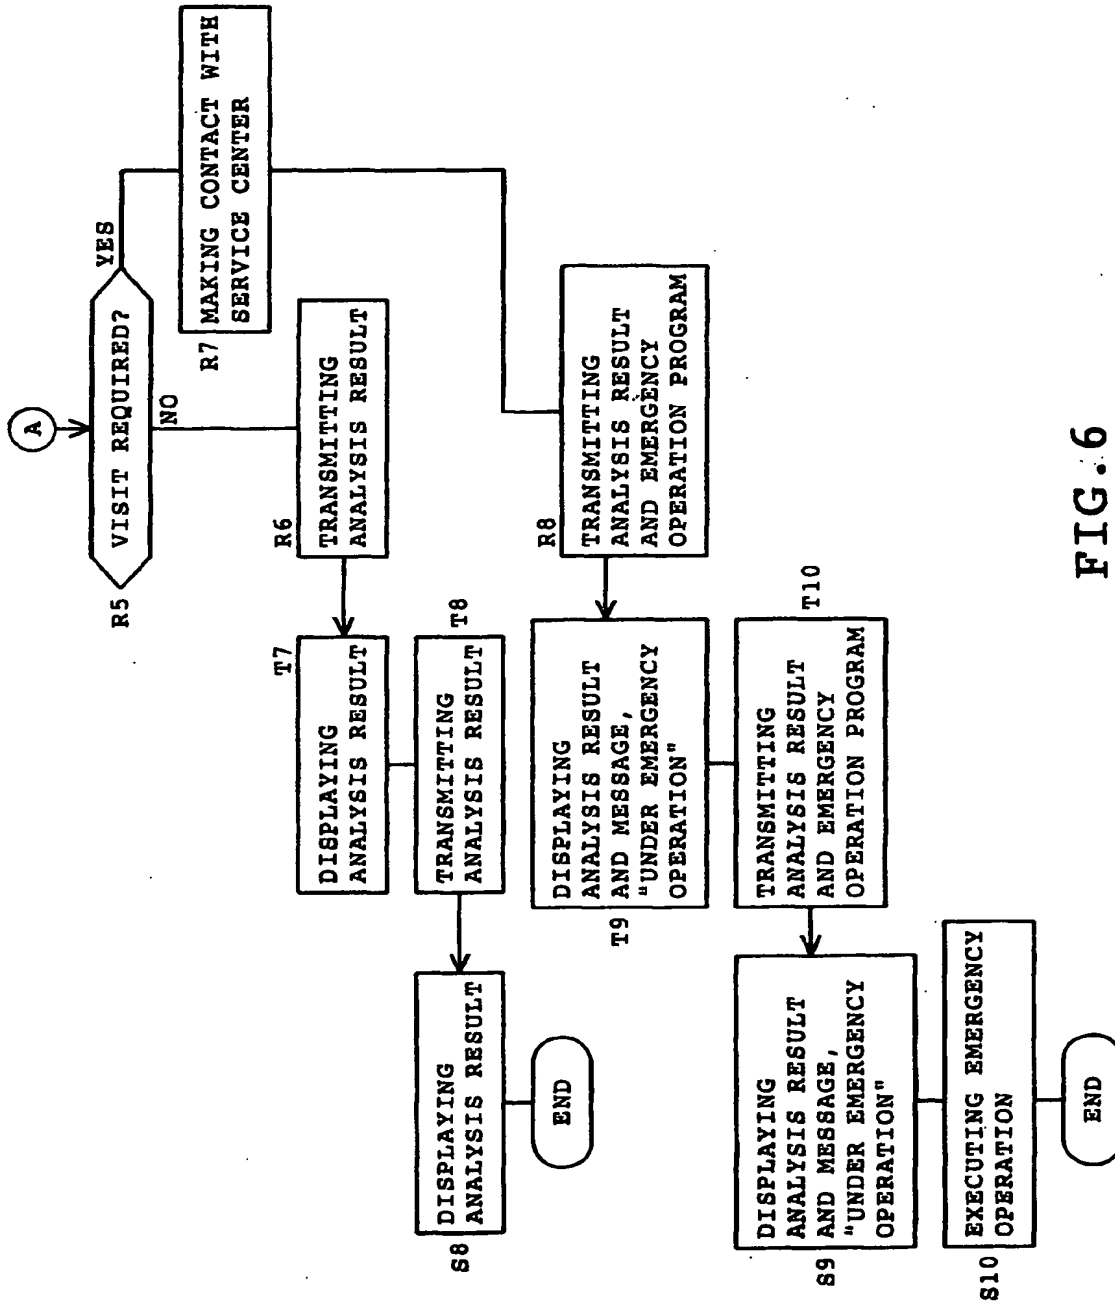 A
R5
VISIT REQUIRED?
YES
NO
R7
MAKING CONTACT WITH
SERVICE CENTER
R6
TRANSMITTING
ANALYSIS RESULT
T7
DISPLAYING
ANALYSIS RESULT
T8
TRANSMITTING
ANALYSIS RESULT
S8
DISPLAYING
ANALYSIS RESULT
END
R8
TRANSMITTING
ANALYSIS RESULT
AND EMERGENCY
OPERATION PROGRAM
T9
DISPLAYING
ANALYSIS RESULT
AND MESSAGE,
"UNDER EMERGENCY
OPERATION"
T10
TRANSMITTING
ANALYSIS RESULT
AND EMERGENCY
OPERATION PROGRAM
S9
DISPLAYING
ANALYSIS RESULT
AND MESSAGE,
"UNDER EMERGENCY
OPERATION"
S10
EXECUTING EMERGENCY
OPERATION
END
FIG.6